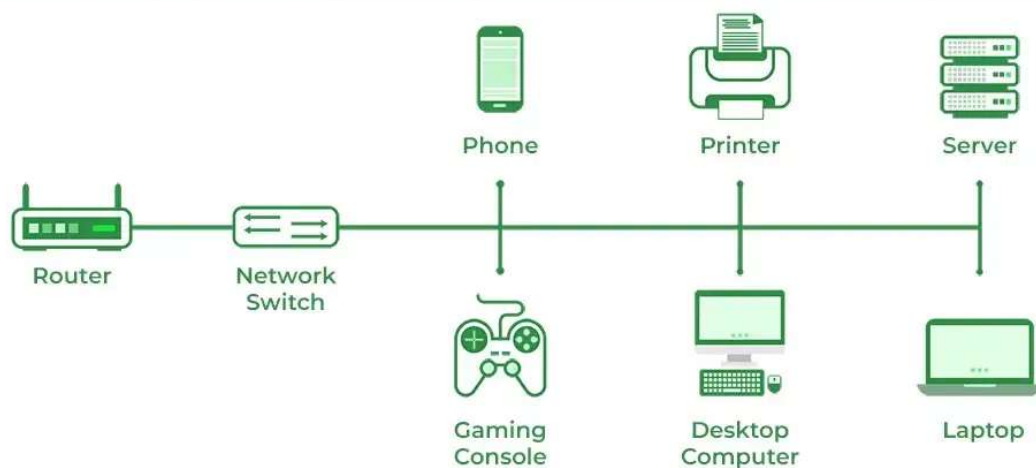 Phone
Printer
Server
Router
Network
Switch
Gaming
Console
Desktop
Computer
Laptop